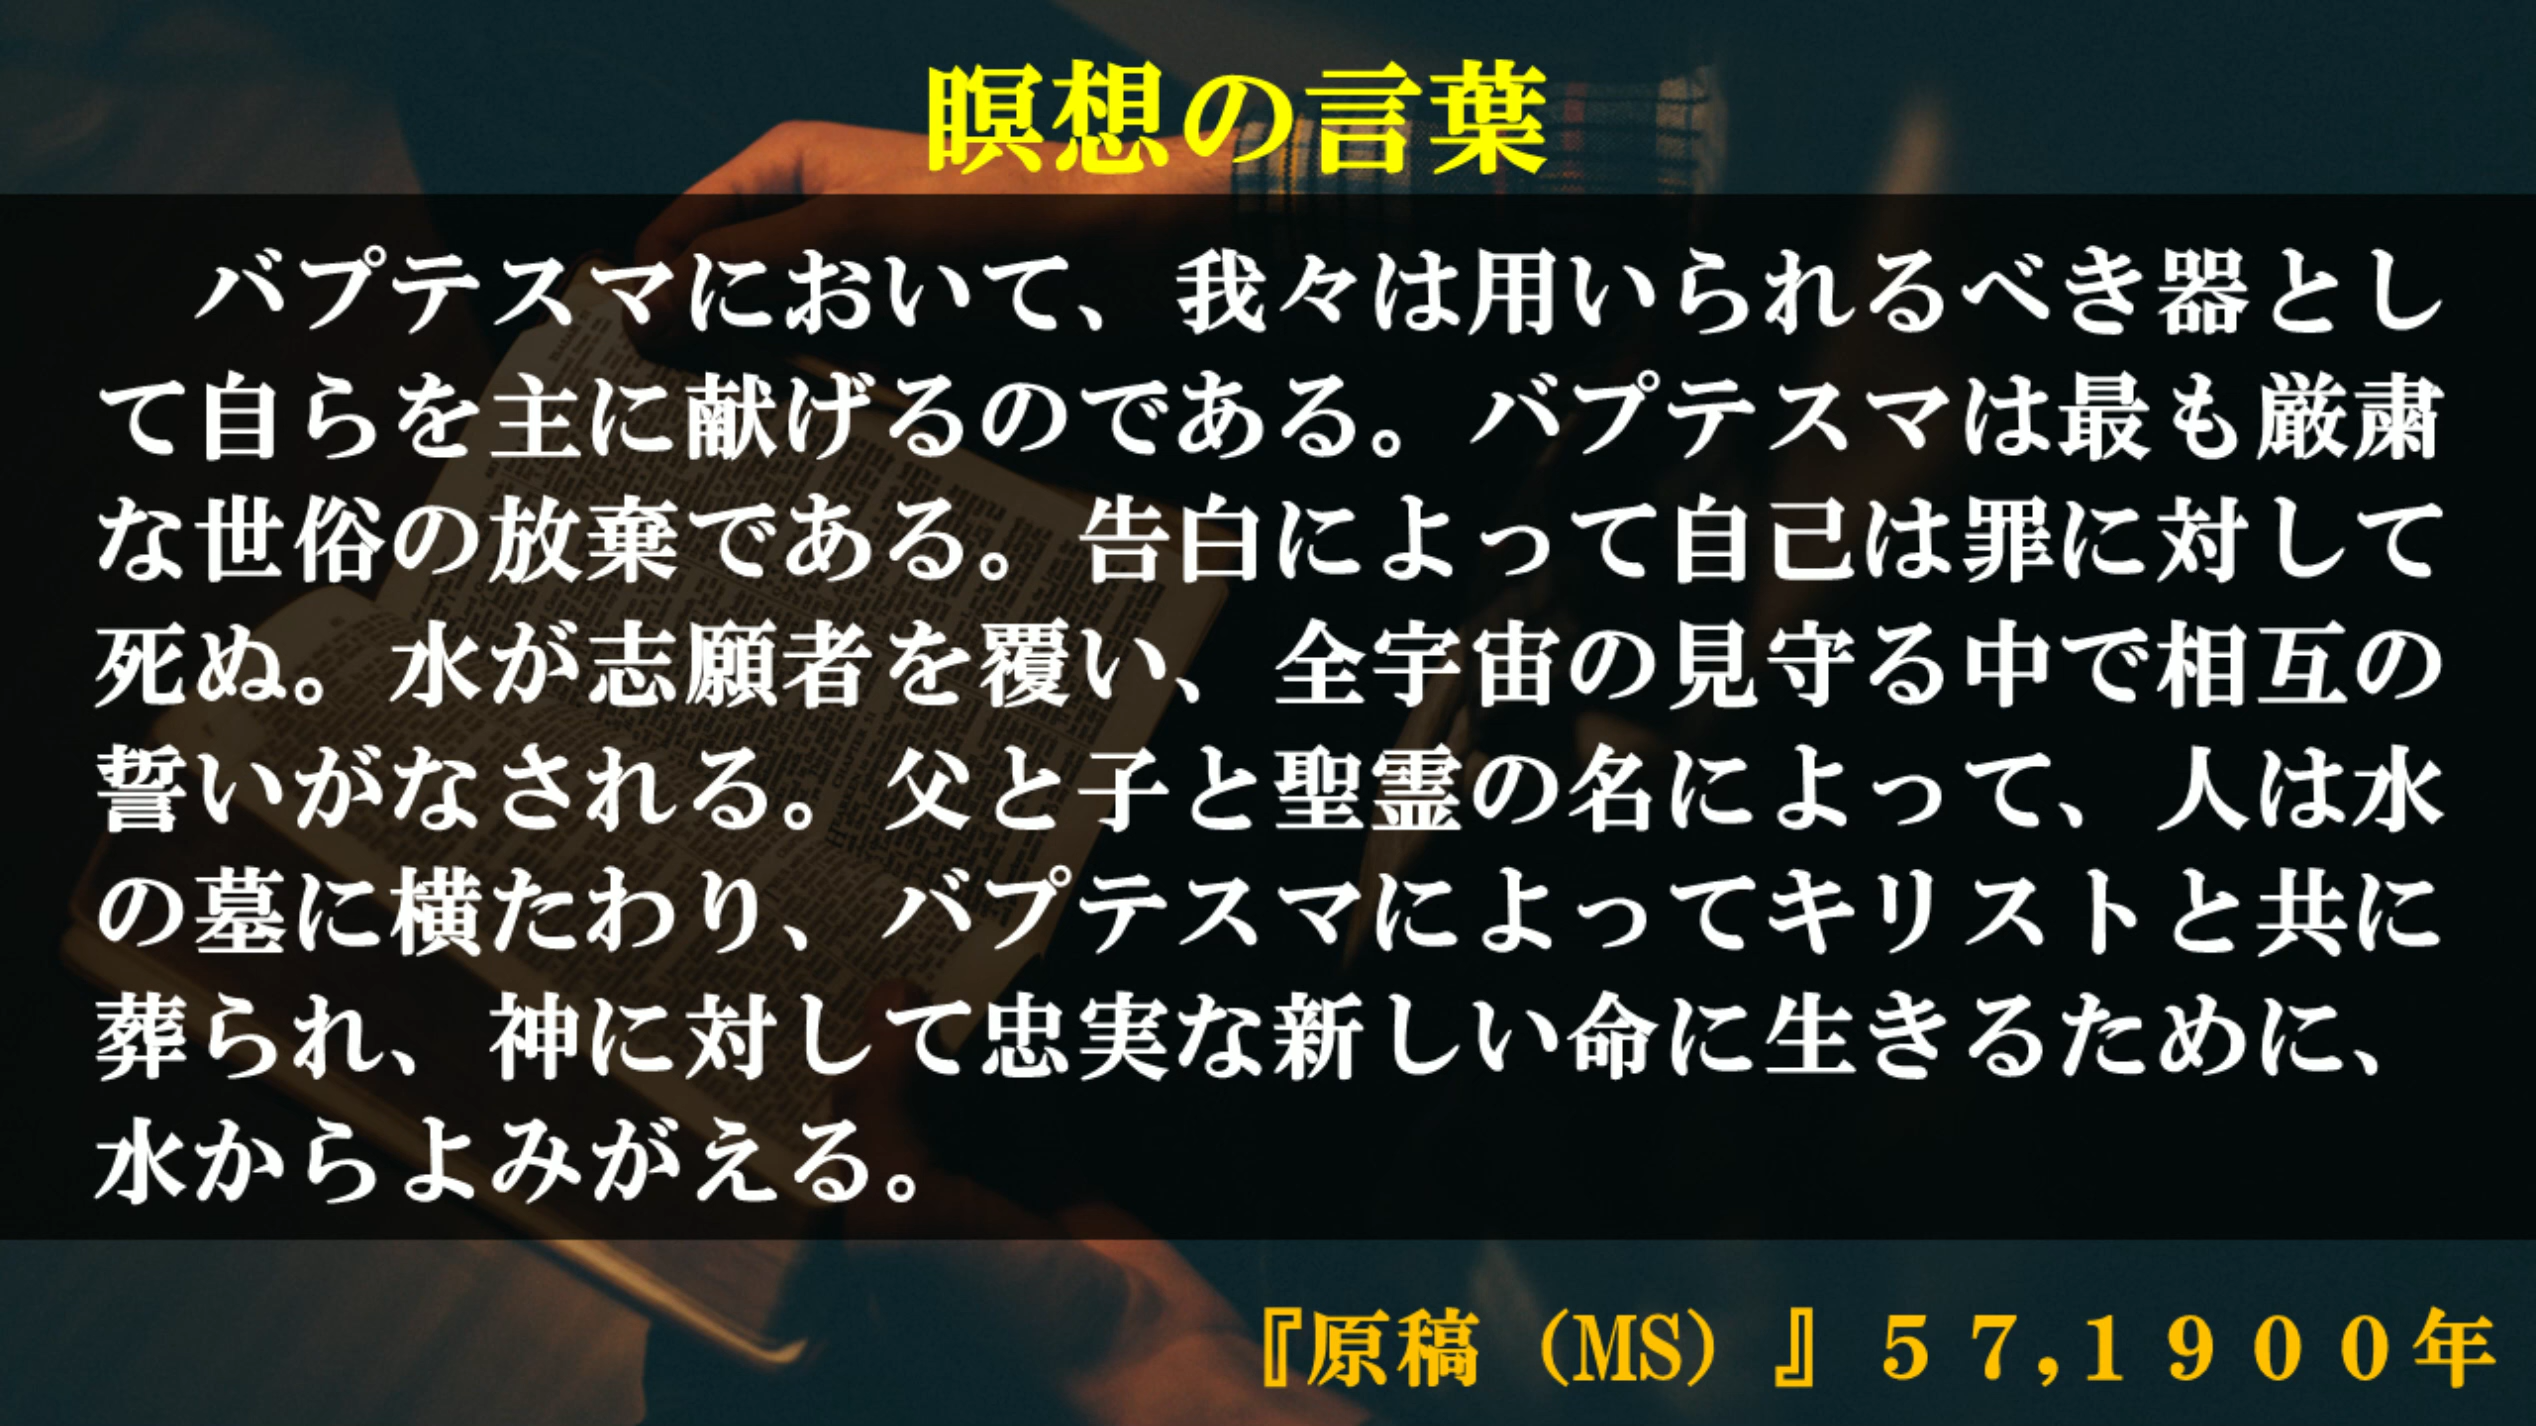 瞑想の言葉
バプテスマにおいて、我々は用いられるべき器とし
て自らを主に献げるのである。バプテスマは最も厳粛
な世俗の放棄である。告白によって自己は罪に対して
死ぬ。水が志願者を覆い、全宇宙の見守る中で相互の
誓いがなされる。父と子と聖霊の名によって、人は水
の墓に横たわり、バプテスマによってキリストと共に
葬られ、神に対して忠実な新しい命に生きるために、
水からよみがえる。
『原稿（MS）』５７,１９００年